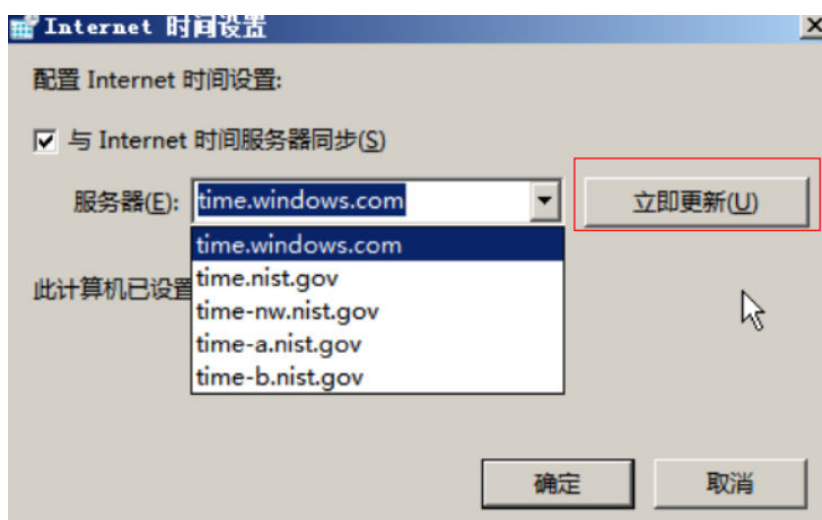 Internet 时间设置
配置 Internet 时间设置:
与 Internet 时间服务器同步(S)
服务器(E): time.windows.com 立即更新(U)
time.windows.com
time.nist.gov
此计算机已设置
time-nw.nist.gov
time-a.nist.gov
time-b.nist.gov
确定 取消